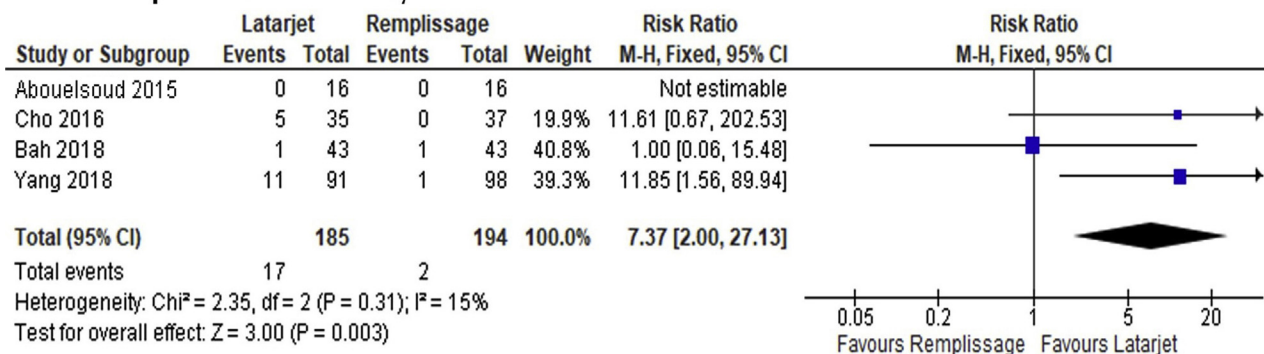 Latarjet Remplissage Risk Ratio Risk Ratio
Study or Subgroup Events Total Events Total Weight M-H, Fixed, 95% CI M-H, Fixed, 95% CI
Abouelsoud 2015 0 16 0 16 Not estimable
Cho 2016 5 35 0 37 19.9% 11.61 [0.67, 202.53]
Bah 2018 1 43 1 43 40.8% 1.00 [0.06, 15.48]
Yang 2018 11 91 1 98 39.3% 11.85 [1.56, 89.94]
Total (95% CI) 185 194 100.0% 7.37 [2.00, 27.13]
Total events 17 2
Heterogeneity: Chi² = 2.35, df = 2 (P = 0.31); I² = 15%
Test for overall effect: Z = 3.00 (P = 0.003)
0.05 0.2 1 5 20
Favours Remplissage Favours Latarjet